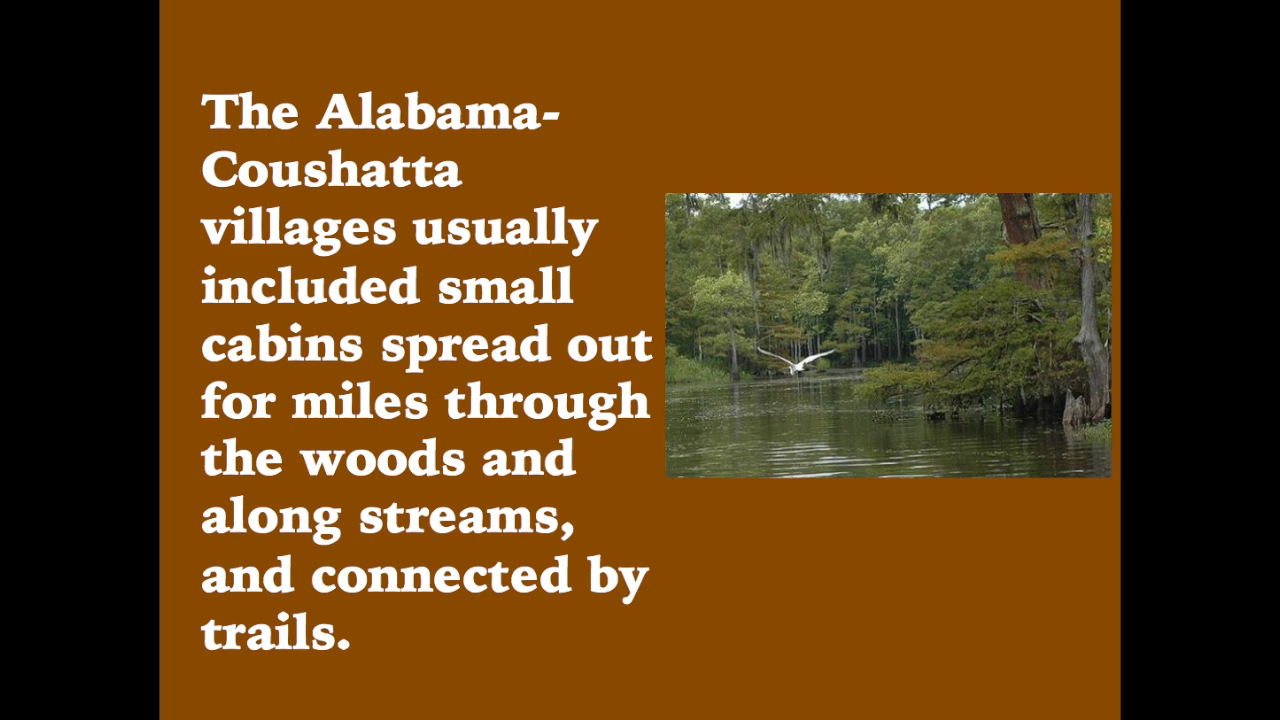 The Alabama-
Coushatta
villages usually
included small
cabins spread out
for miles through
the woods and
along streams,
and connected by
trails.